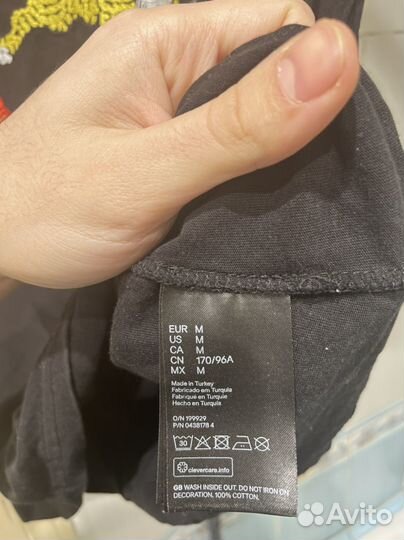 EUR M
US M
CA M
CN 170/96A
MX M
Made in Turkey
Fabricado em Turquia
Fabriqué en Turquie
Hecho en Turquía
O/N 199929
P/N 0438178 4
30
clevercare.info
GB WASH INSIDE OUT. DO NOT IRON ON
DECORATION. 100% COTTON.
Avito